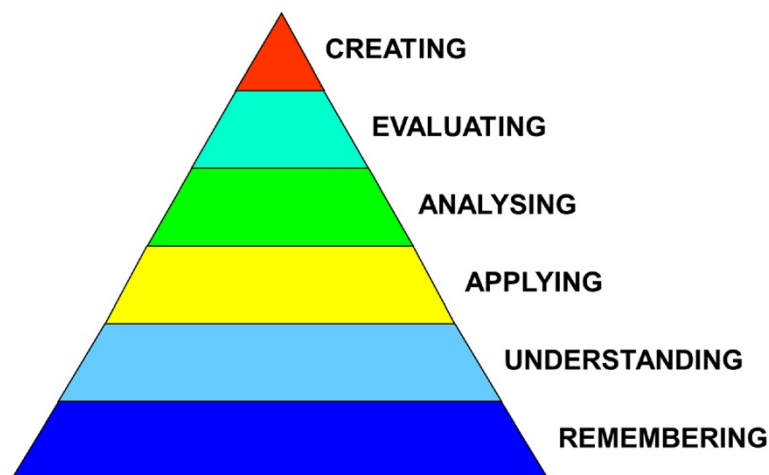 CREATING
EVALUATING
ANALYSING
APPLYING
UNDERSTANDING
REMEMBERING